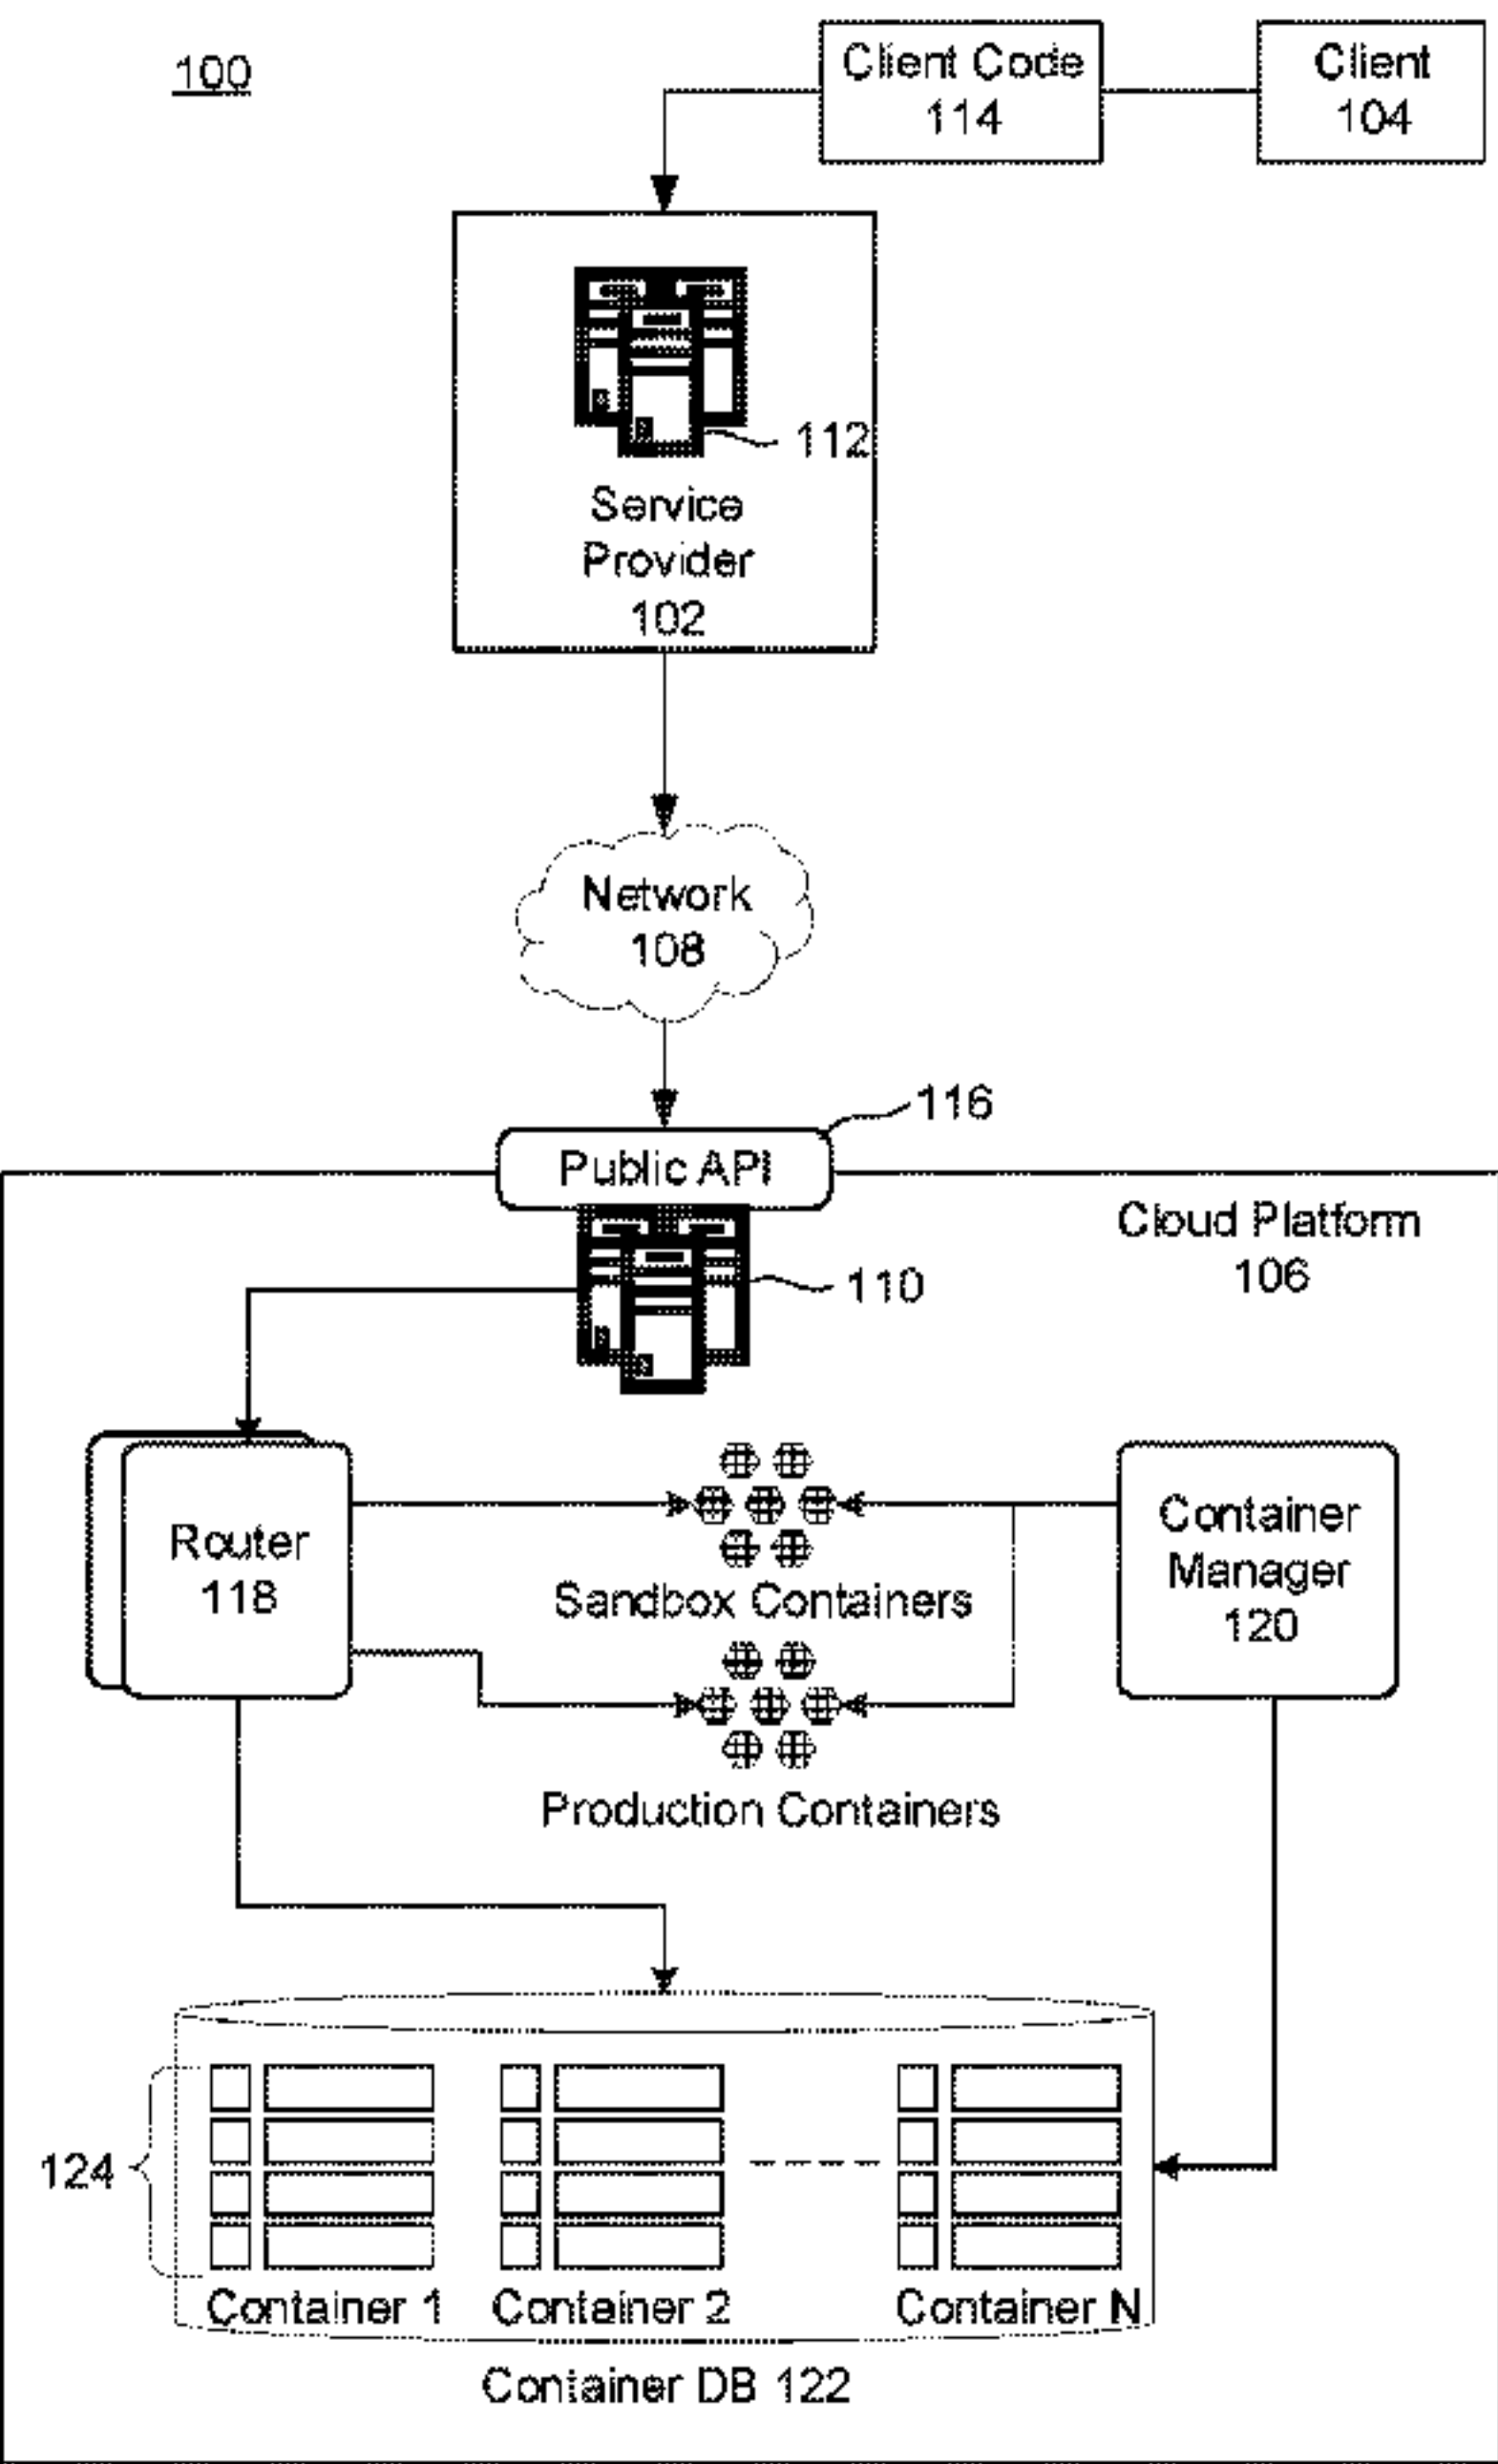 100
Client Code
114
Client
104
112
Service
Provider
102
Network
108
116
Public API
Cloud Platform
106
110
Router
118
Sandbox Containers
Container
Manager
120
Production Containers
124
Container 1
Container 2
Container N
Container DB 122